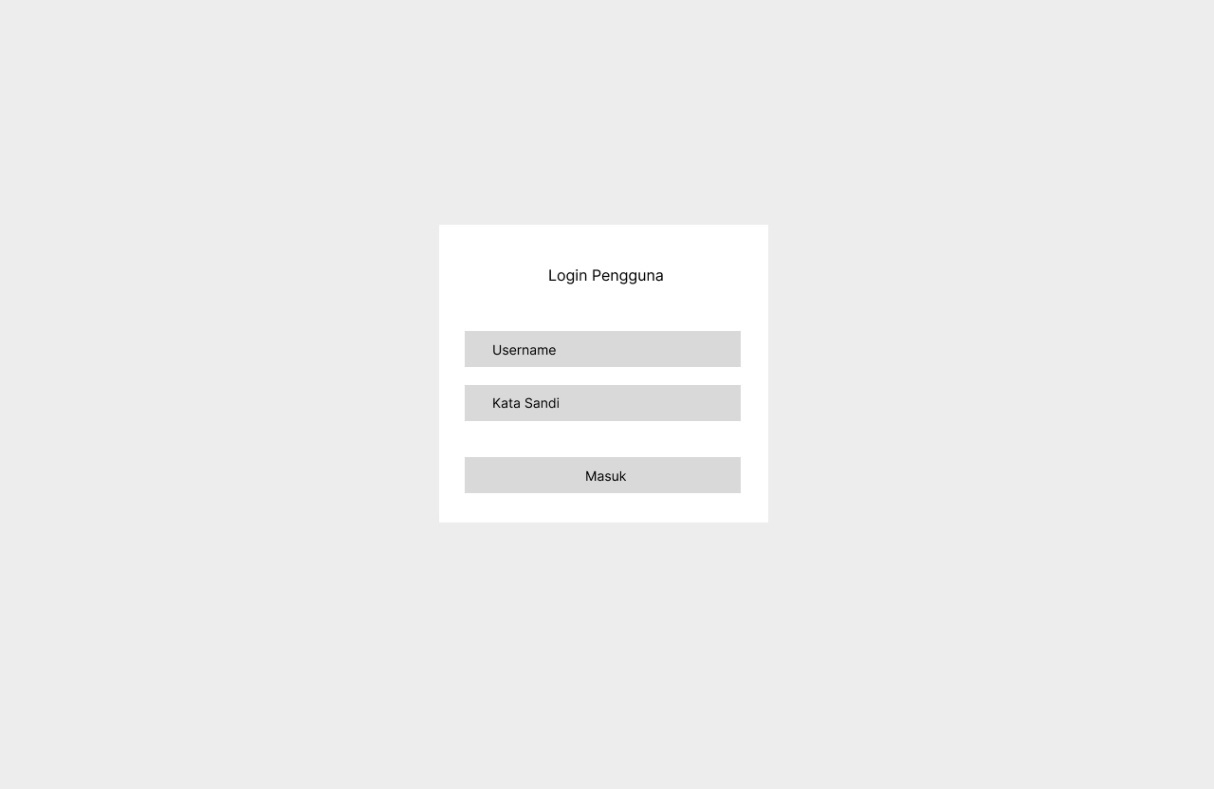 Login Pengguna
Username
Kata Sandi
Masuk